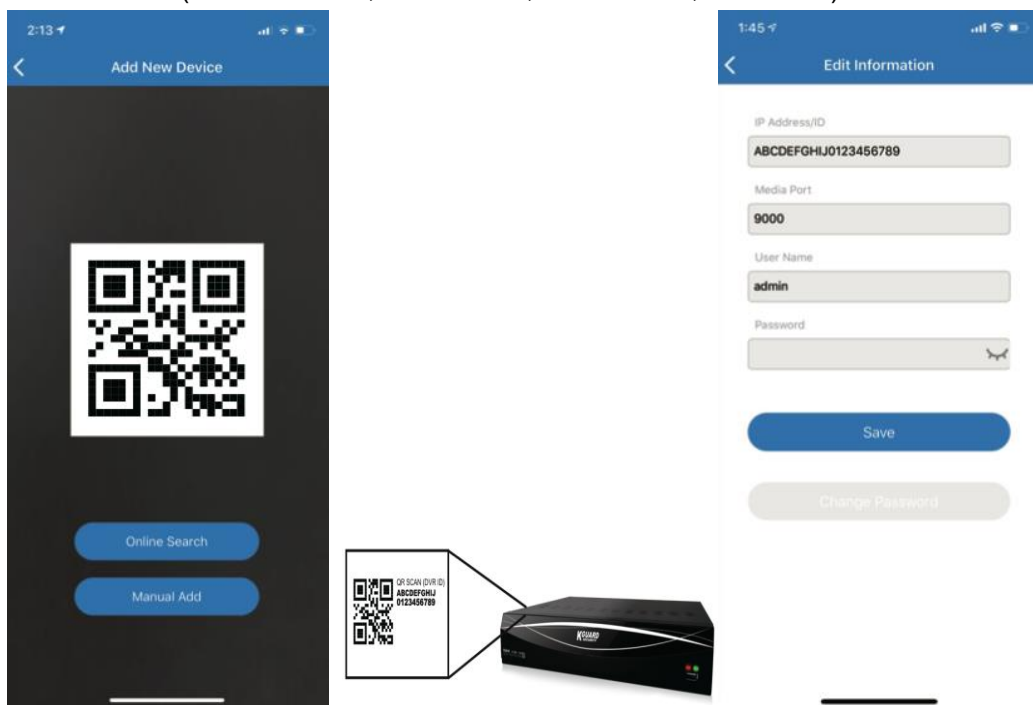 2:13
Add New Device
Online Search
Manual Add
QR SCAN (DVR ID)
ABCDEFGHIJ
0123456789
KGUARD
1:45
Edit Information
IP Address/ID
ABCDEFGHIJ0123456789
Media Port
9000
User Name
admin
Password
Save
Change Password